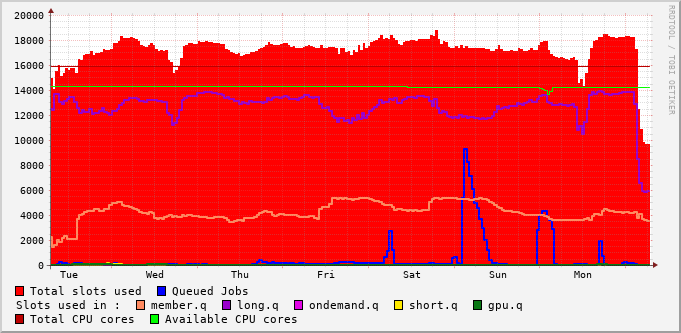 20000
18000
16000
14000
12000
10000
8000
6000
4000
2000
0
Tue Wed Thu Fri Sat Sun Mon
RRDTOOL / TOBI OETIKER
Total slots used Queued Jobs
Slots used in : member.q long.q ondemand.q short.q gpu.q
Total CPU cores Available CPU cores